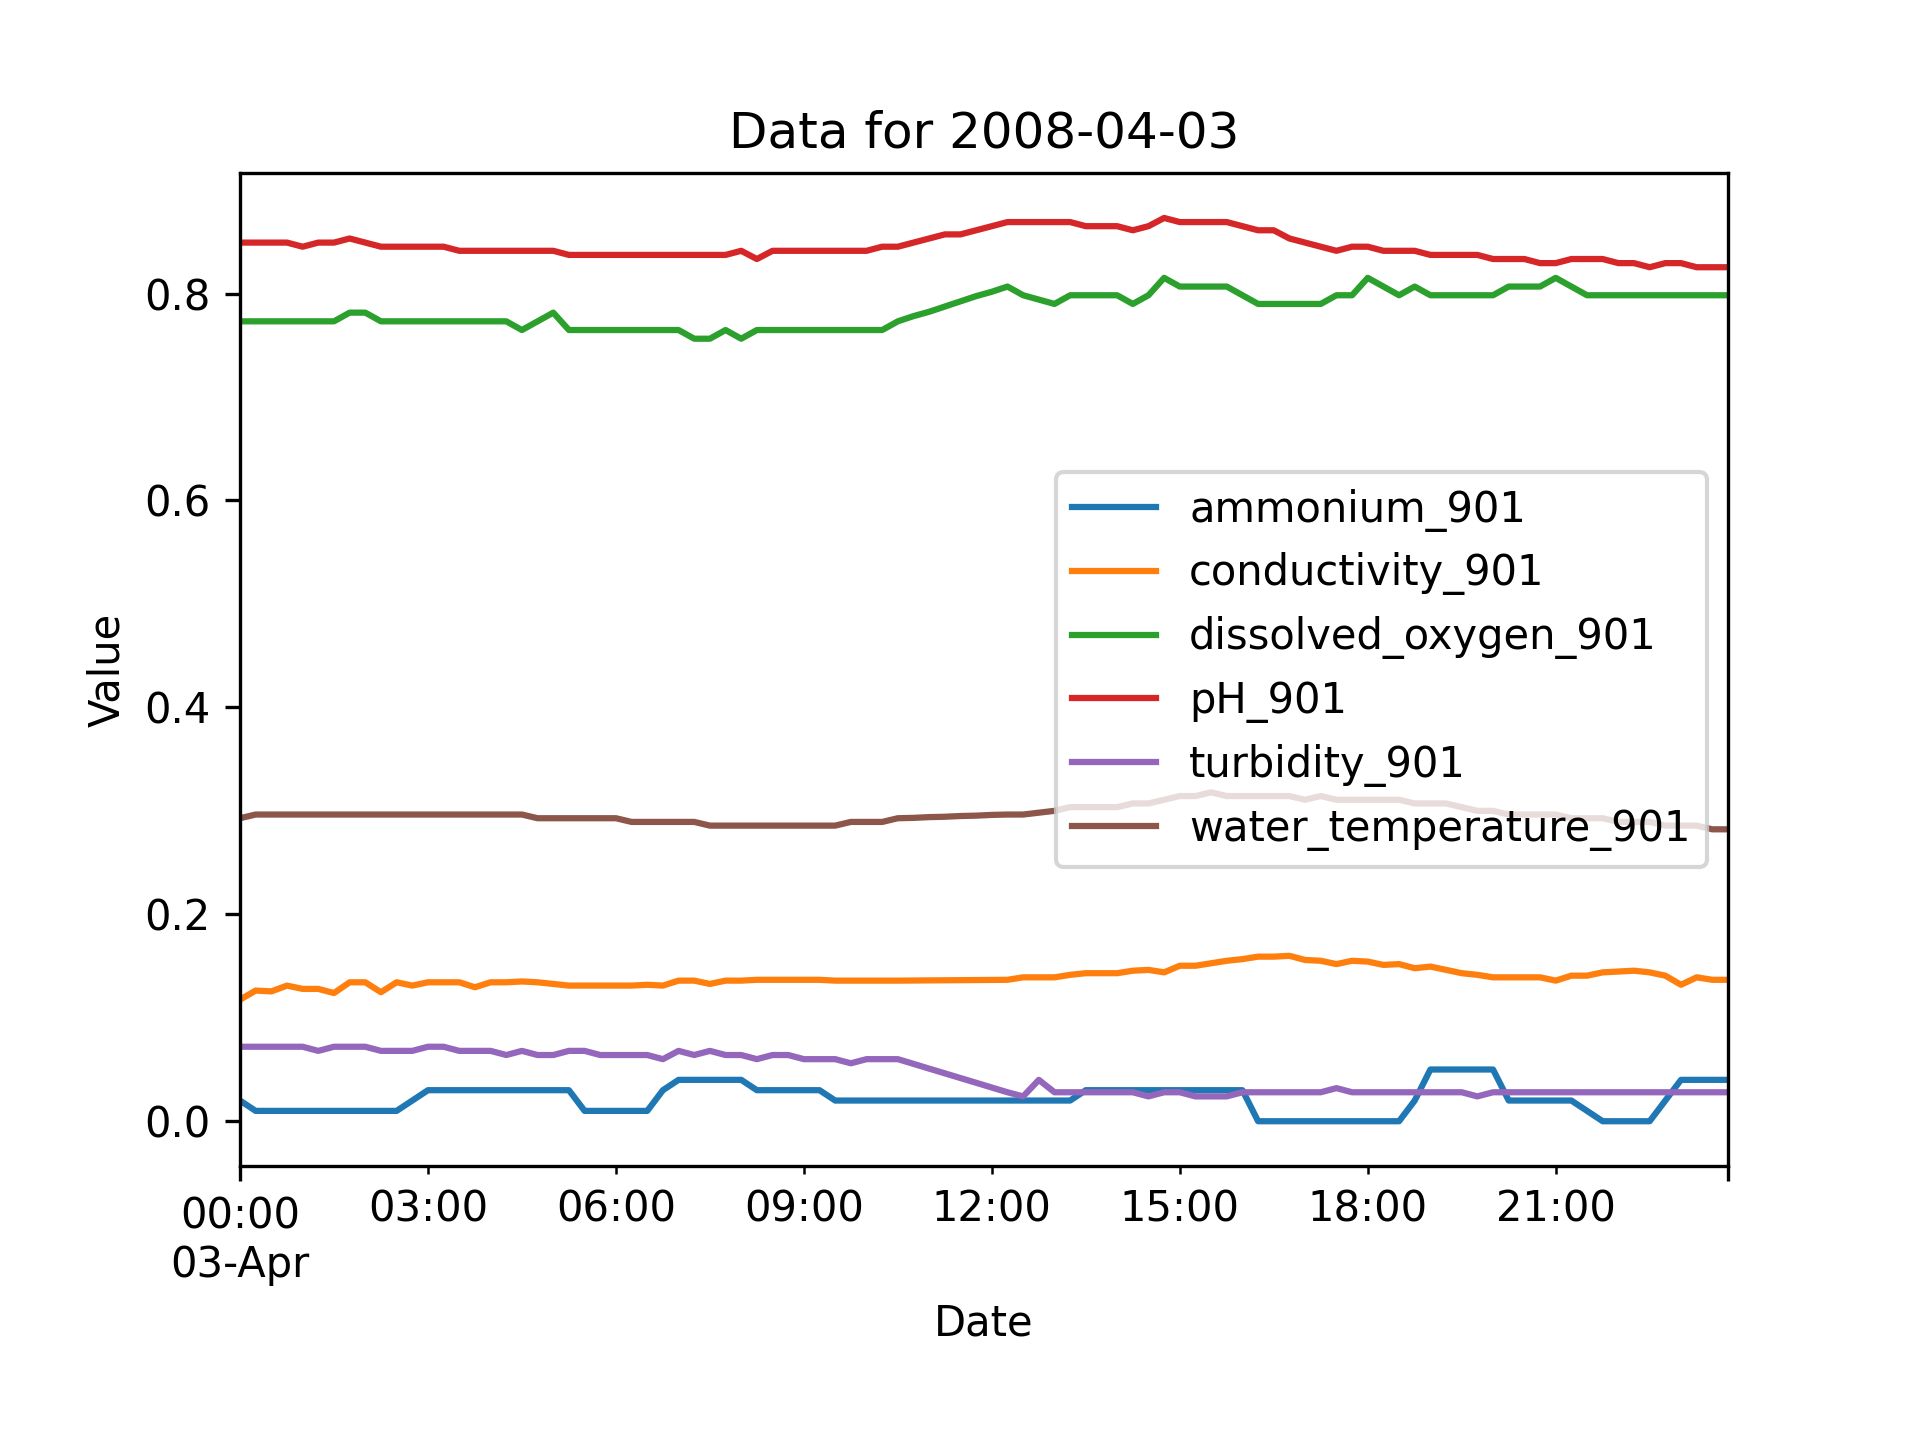 Data for 2008-04-03
Value
0.8
0.6
0.4
0.2
0.0
ammonium_901
conductivity_901
dissolved_oxygen_901
pH_901
turbidity_901
water_temperature_901
00:00 03:00 06:00 09:00 12:00 15:00 18:00 21:00
03-Apr
Date